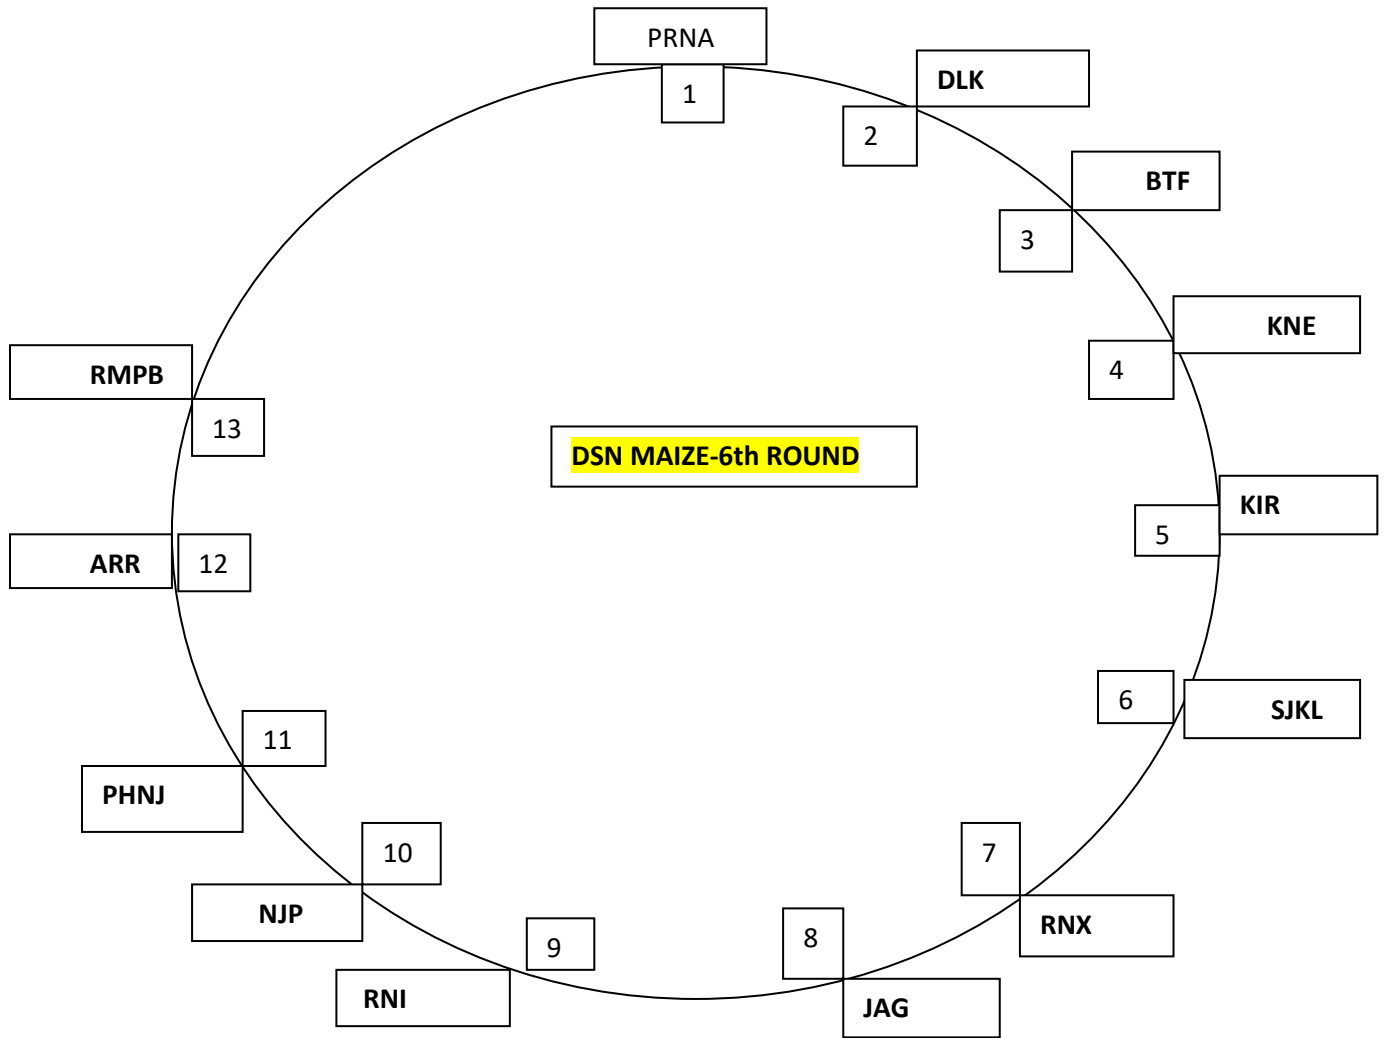 PRNA
1
DLK
2
BTF
3
KNE
4
KIR
5
SJKL
6
RNX
7
JAG
8
RNI
9
NJP
10
PHNJ
11
ARR
12
RMPB
13
DSN MAIZE-6th ROUND